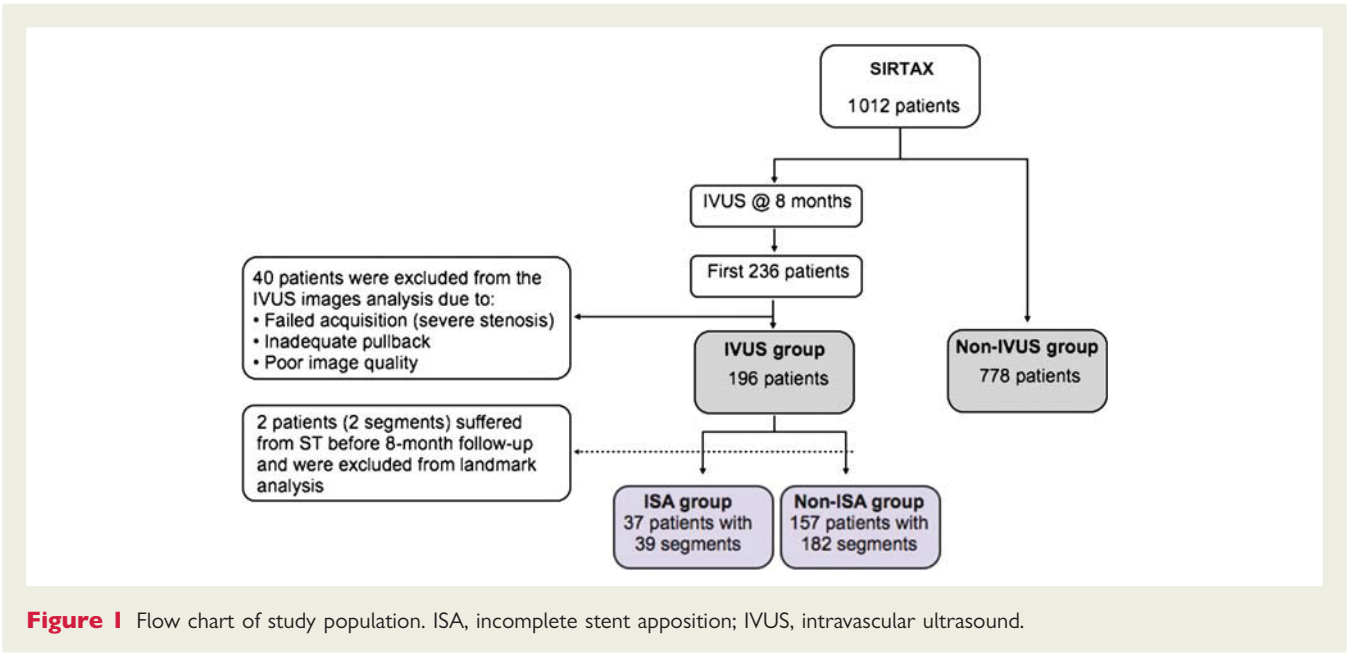 SIRTAX
1012 patients
IVUS @ 8 months
First 236 patients
40 patients were excluded from the
IVUS images analysis due to:
• Failed acquisition (severe stenosis)
• Inadequate pullback
• Poor image quality
IVUS group
196 patients
Non-IVUS group
778 patients
2 patients (2 segments) suffered
from ST before 8-month follow-up
and were excluded from landmark
analysis
ISA group
37 patients with
39 segments
Non-ISA group
157 patients with
182 segments
Figure 1 Flow chart of study population. ISA, incomplete stent apposition; IVUS, intravascular ultrasound.